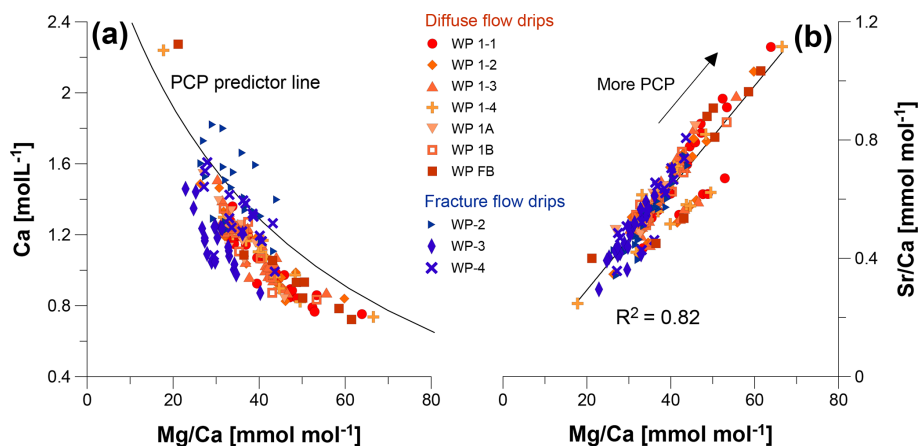 (a)
PCP predictor line
Ca [molL⁻¹]
2.4
2
1.6
1.2
0.8
0.4
0 20 40 60 80
Mg/Ca [mmol mol⁻¹]
Diffuse flow drips
WP 1-1
WP 1-2
WP 1-3
WP 1-4
WP 1A
WP 1B
WP FB
Fracture flow drips
WP-2
WP-3
WP-4
(b)
More PCP
R² = 0.82
1.2
0.8
0.4
0
Sr/Ca [mmol mol⁻¹]
0 20 40 60 80
Mg/Ca [mmol mol⁻¹]